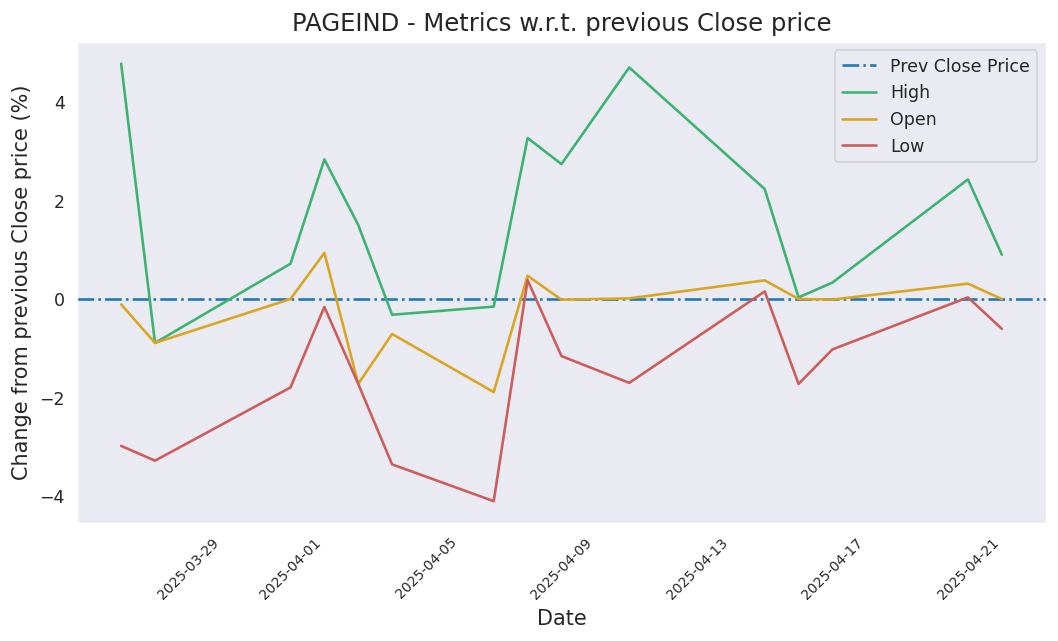 PAGEIND - Metrics w.r.t. previous Close price
Change from previous Close price (%)
4
2
0
−2
−4
Prev Close Price
High
Open
Low
2025-03-29
2025-04-01
2025-04-05
2025-04-09
2025-04-13
2025-04-17
2025-04-21
Date